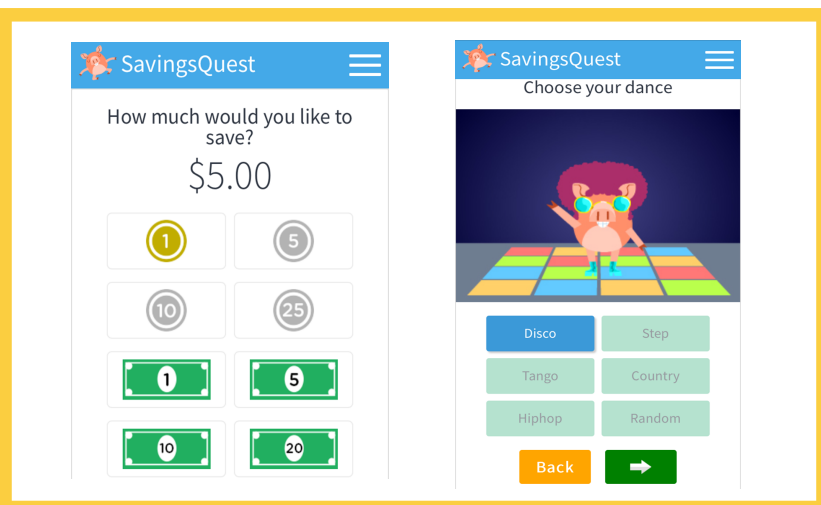 SavingsQuest
How much would you like to
save?
$5.00
1
5
10
25
1
5
10
20
SavingsQuest
Choose your dance
Disco
Step
Tango
Country
Hiphop
Random
Back